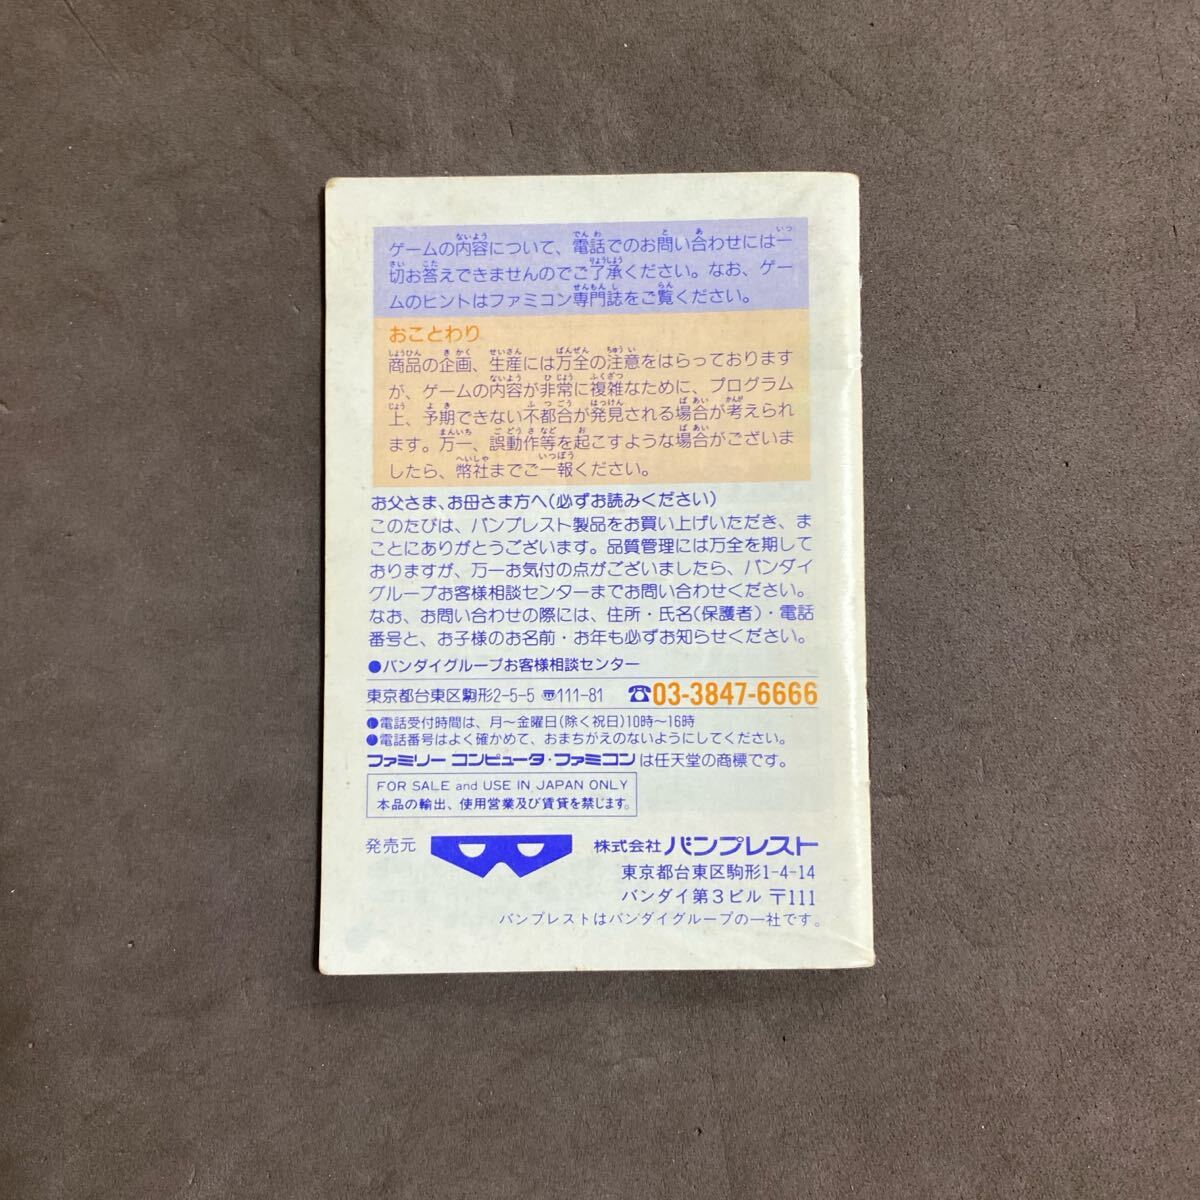 ゲームの内容について、電話でのお問い合わせには一
切お答えできませんのでご了承ください。なお、ゲー
ムのヒントはファミコン専門誌をご覧ください。
おことわり
商品の企画、生産には万全の注意をはらっております
が、ゲームの内容が非常に複雑なために、プログラム
上、予期できない不都合が発見される場合が考えられ
ます。万一、誤動作等を起こすような場合がございま
したら、弊社までご一報ください。
お父さま、お母さま方へ(必ずお読みください)
このたびは、バンプレスト製品をお買い上げいただき、ま
ことにありがとうございます。品質管理には万全を期して
おりますが、万一お気付の点がございましたら、バンダイ
グループお客様相談センターまでお問い合わせください。
なお、お問い合わせの際には、住所・氏名(保護者)・電話
番号と、お子様のお名前・お年も必ずお知らせください。
●バンダイグループお客様相談センター
東京都台東区駒形2-5-5 〠111-81 ☎03-3847-6666
●電話受付時間は、月〜金曜日(除く祝日)10時〜16時
●電話番号はよく確かめて、おまちがえのないようにしてください。
ファミリー コンピュータ・ファミコン は任天堂の商標です。
FOR SALE and USE IN JAPAN ONLY
本品の輸出、使用営業及び賃貸を禁じます。
発売元 株式会社 バンプレスト
東京都台東区駒形1-4-14
バンダイ第3ビル 〒111
バンプレストはバンダイグループの一社です。